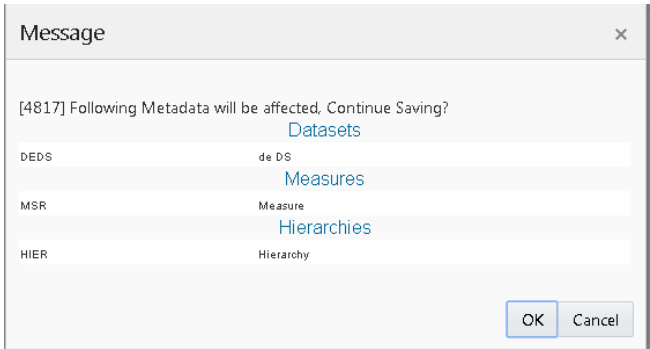 Message ×
[4817] Following Metadata will be affected, Continue Saving?
Datasets
DEDS de DS
Measures
MSR Measure
Hierarchies
HIER Hierarchy
OK Cancel